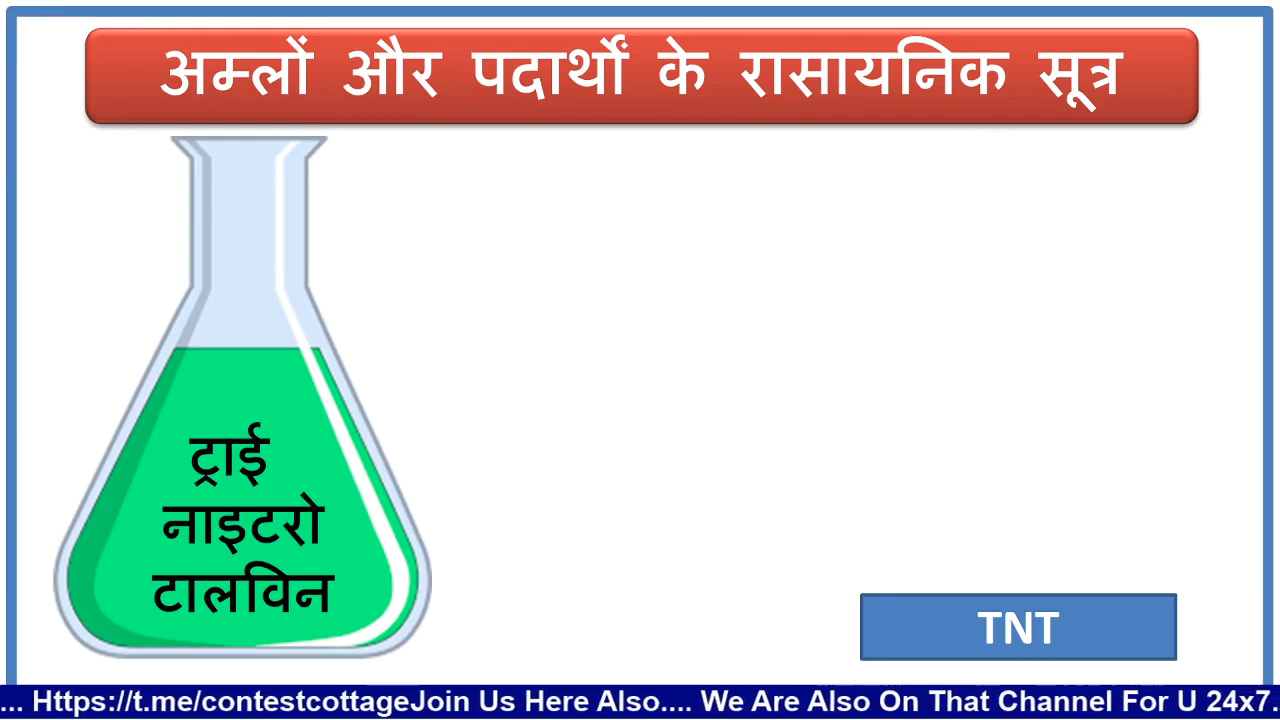 अम्लों और पदार्थों के रासायनिक सूत्र
ट्राई
नाइटरो
टालविन
TNT
... Https://t.me/contestcottageJoin Us Here Also.... We Are Also On That Channel For U 24x7.